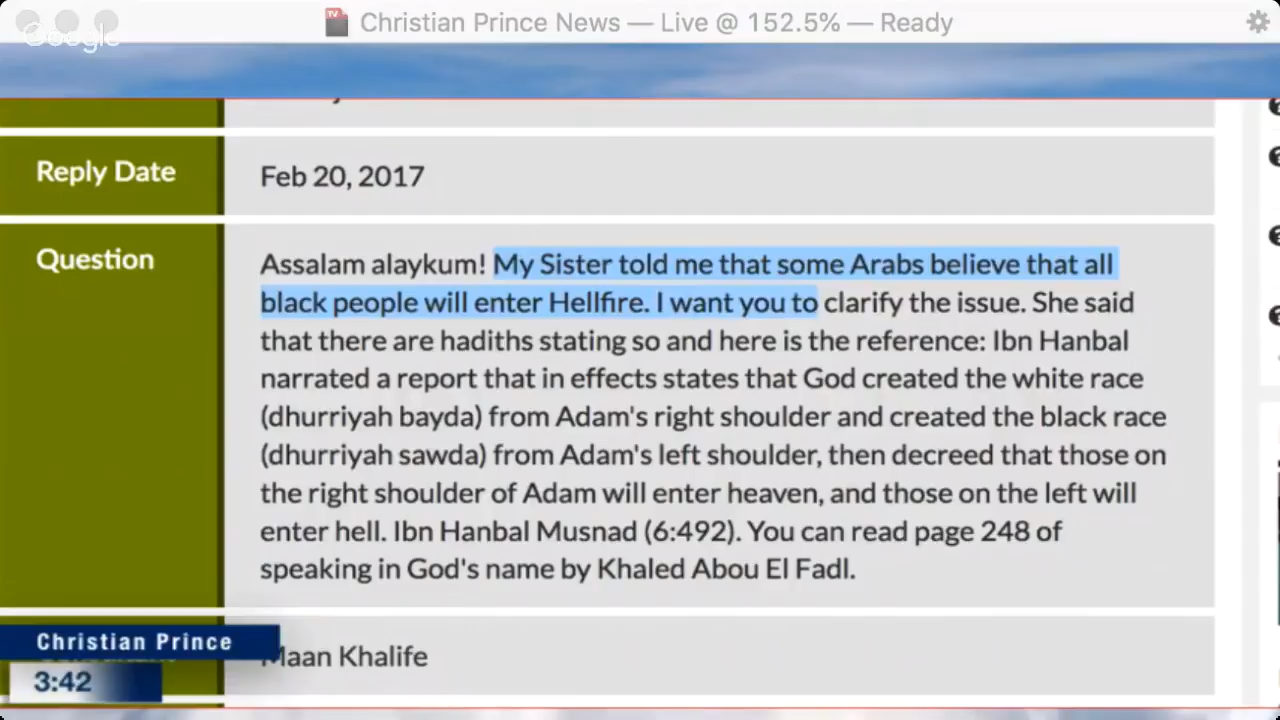 Christian Prince News — Live @ 152.5% — Ready
Google
Reply Date
Feb 20, 2017
Question
Assalam alaykum! My Sister told me that some Arabs believe that all
black people will enter Hellfire. I want you to clarify the issue. She said
that there are hadiths stating so and here is the reference: Ibn Hanbal
narrated a report that in effects states that God created the white race
(dhurriyah bayda) from Adam's right shoulder and created the black race
(dhurriyah sawda) from Adam's left shoulder, then decreed that those on
the right shoulder of Adam will enter heaven, and those on the left will
enter hell. Ibn Hanbal Musnad (6:492). You can read page 248 of
speaking in God's name by Khaled Abou El Fadl.
Christian Prince
Maan Khalife
3:42